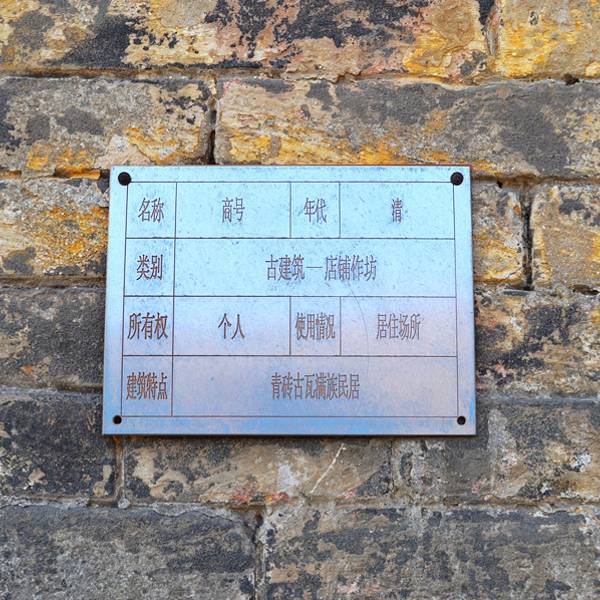 名称 商号 年代 清
类别 古建筑—店铺作坊
所有权 个人 使用情况 居住场所
建筑特点 青砖古瓦满族民居